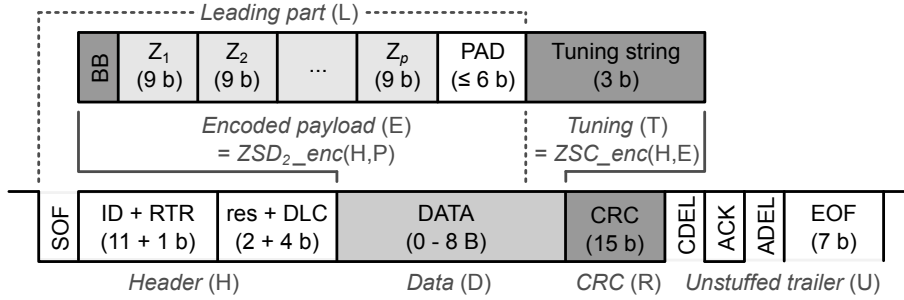 Leading part (L)
BB
Z1
(9 b)
Z2
(9 b)
...
Zp
(9 b)
PAD
(≤ 6 b)
Tuning string
(3 b)
Encoded payload (E)
= ZSD2_enc(H,P)
Tuning (T)
= ZSC_enc(H,E)
SOF
ID + RTR
(11 + 1 b)
res + DLC
(2 + 4 b)
DATA
(0 - 8 B)
CRC
(15 b)
CDEL
ACK
ADEL
EOF
(7 b)
Header (H)
Data (D)
CRC (R)
Unstuffed trailer (U)